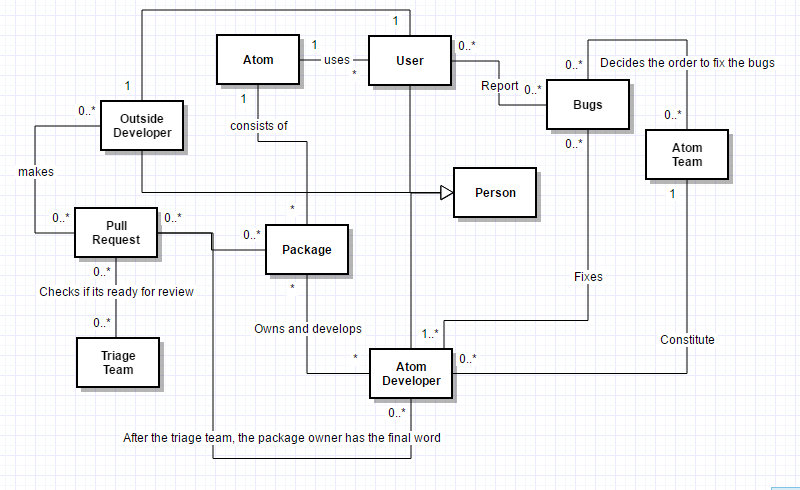 1
Atom
1
uses
*
User
0..*
0..*
Decides the order to fix the bugs
1
1
Report
0..*
Bugs
0..*
Outside
Developer
consists of
0..*
0..*
Atom
Team
makes
1
Person
*
0..*
Pull
Request
0..*
0..*
Package
0..*
*
Fixes
Checks if its ready for review
0..*
Owns and develops
1..*
Constitute
Triage
Team
*
Atom
Developer
0..*
0..*
After the triage team, the package owner has the final word